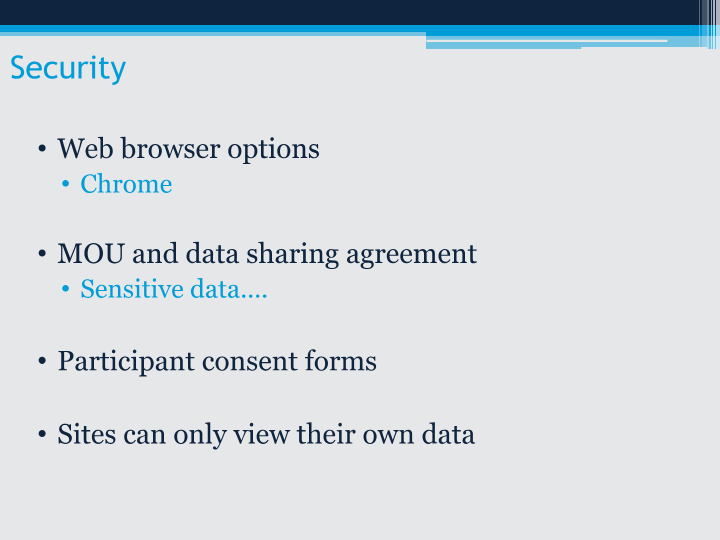 Security
• Web browser options
• Chrome
• MOU and data sharing agreement
• Sensitive data….
• Participant consent forms
• Sites can only view their own data